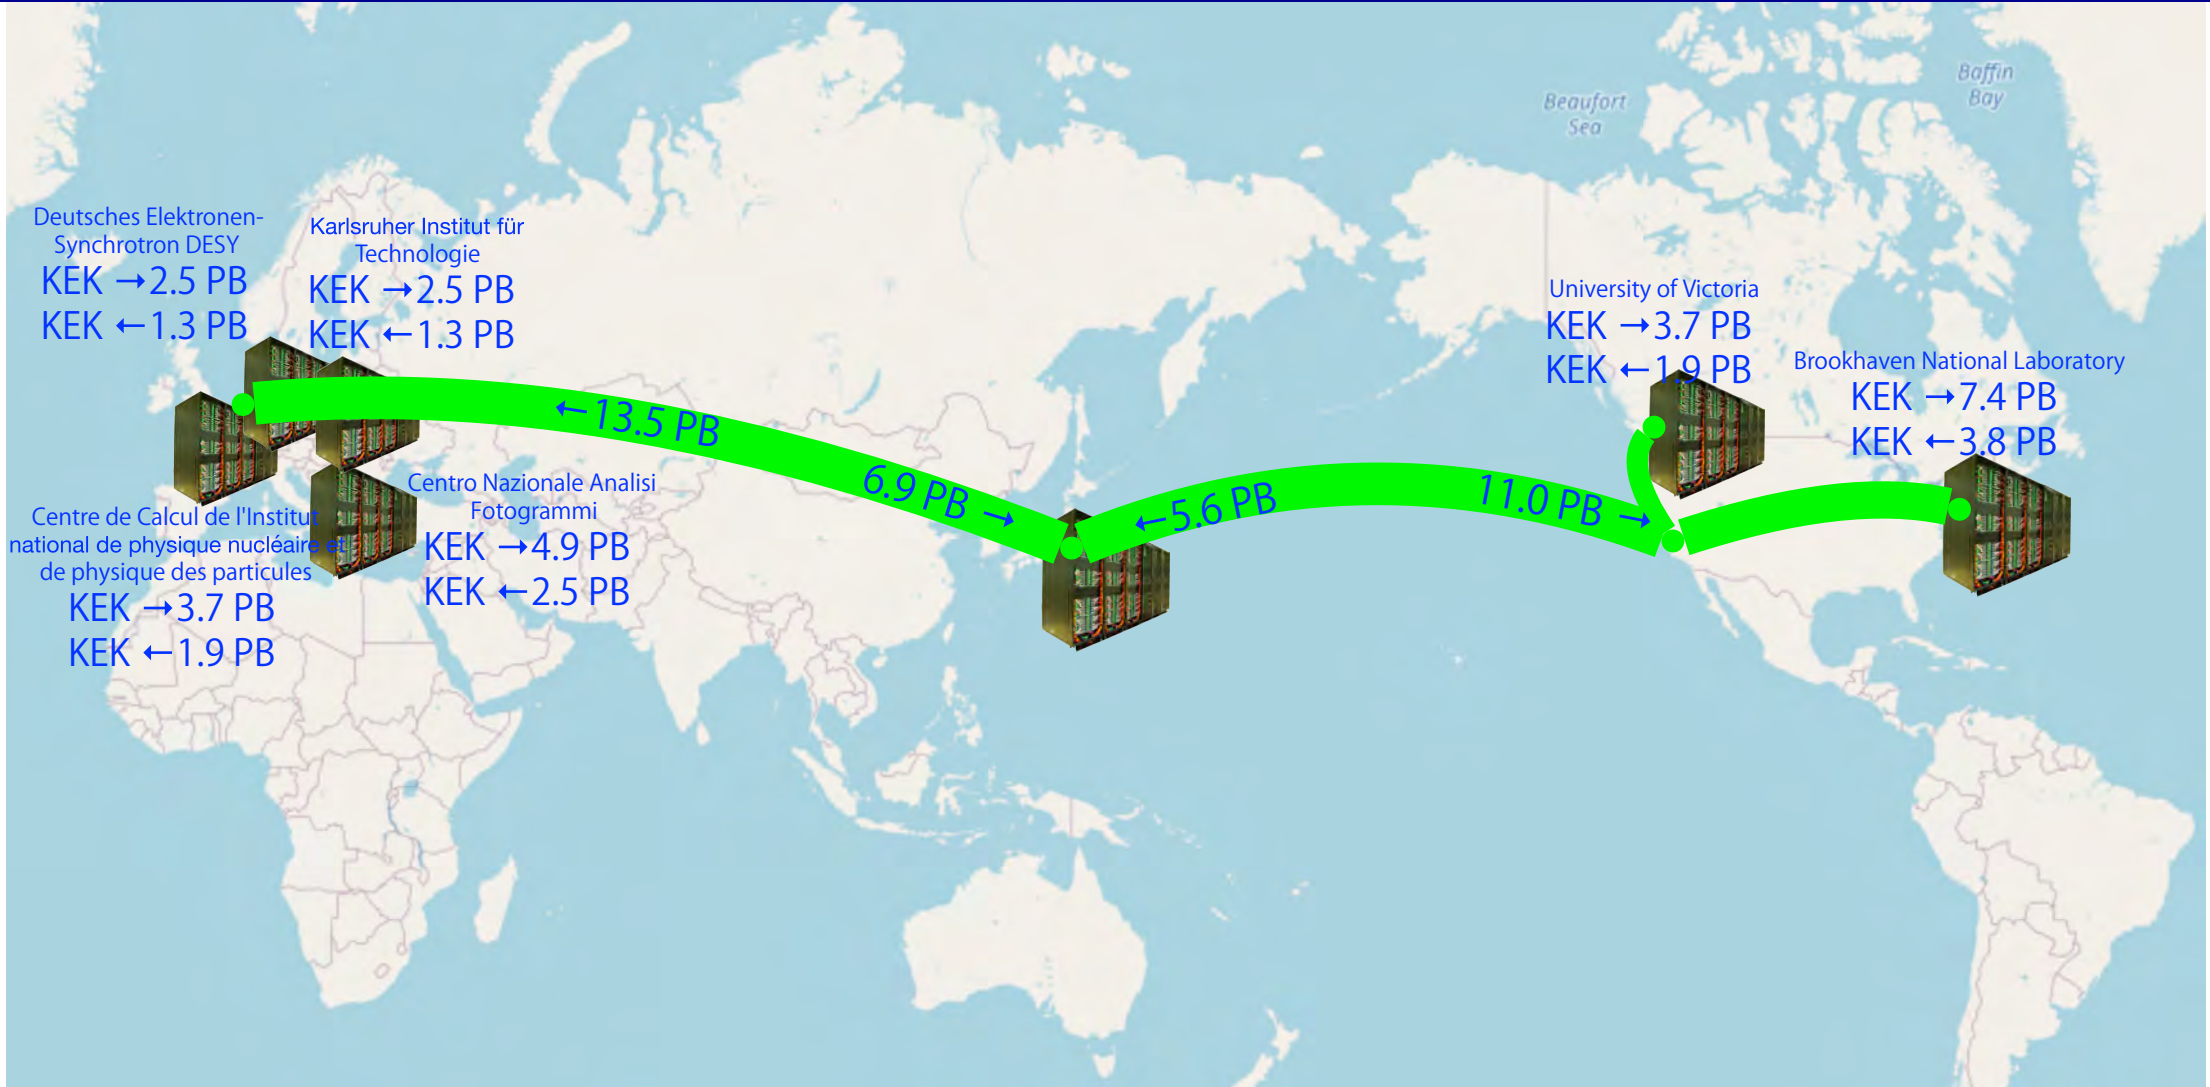 Baffin
Bay
Beaufort
Sea
Deutsches Elektronen-
Synchrotron DESY
KEK →2.5 PB
KEK ←1.3 PB
Karlsruher Institut für
Technologie
KEK →2.5 PB
KEK ←1.3 PB
University of Victoria
KEK →3.7 PB
KEK ←1.9 PB
Brookhaven National Laboratory
KEK →7.4 PB
KEK ←3.8 PB
←13.5 PB
6.9 PB →
←5.6 PB
11.0 PB →
Centro Nazionale Analisi
Fotogrammi
KEK →4.9 PB
KEK ←2.5 PB
Centre de Calcul de l'Institut
national de physique nucléaire et
de physique des particules
KEK →3.7 PB
KEK ←1.9 PB